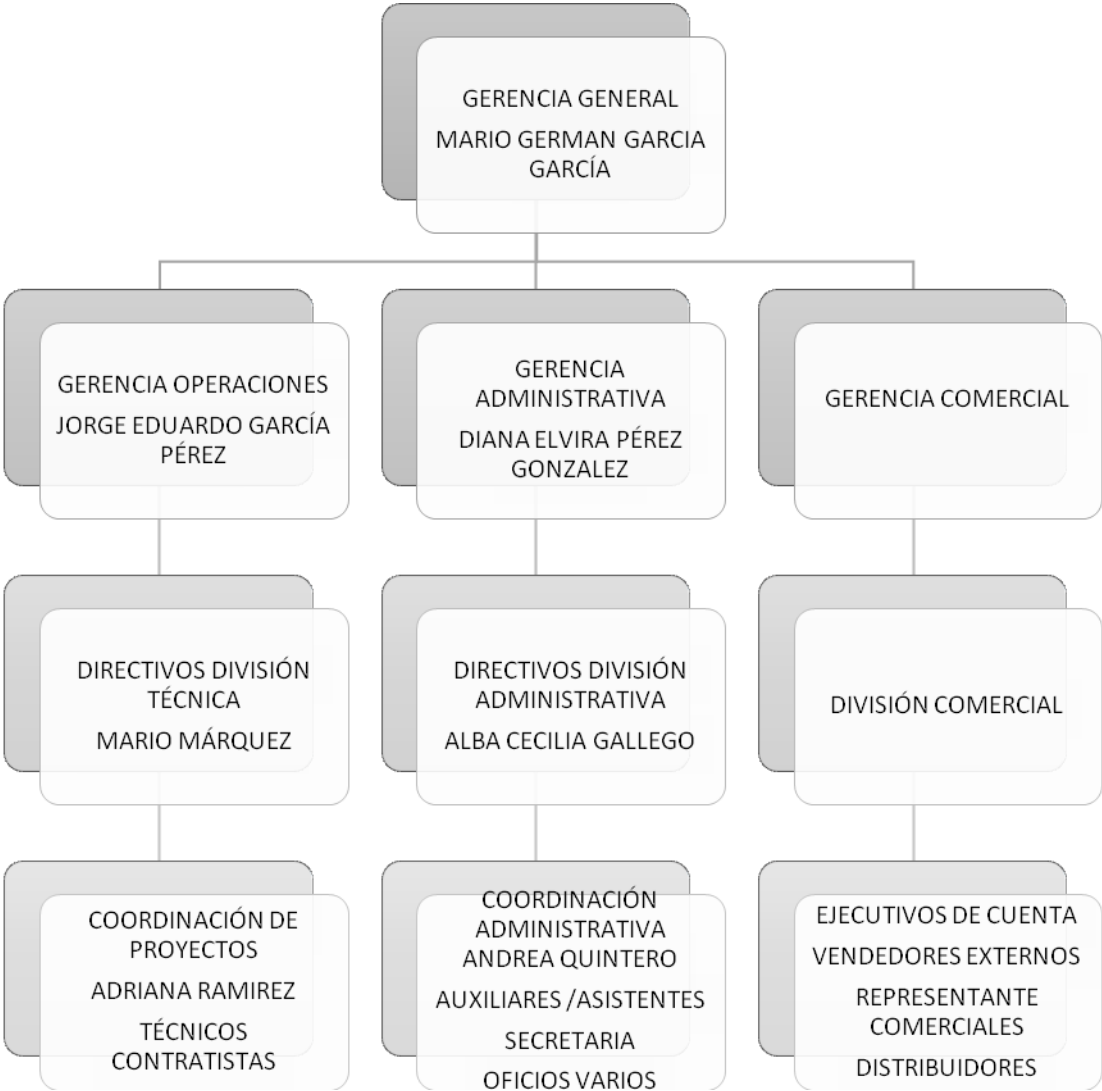 GERENCIA GENERAL
MARIO GERMAN GARCIA
GARCÍA
GERENCIA OPERACIONES
JORGE EDUARDO GARCÍA
PÉREZ
GERENCIA
ADMINISTRATIVA
DIANA ELVIRA PÉREZ
GONZALEZ
GERENCIA COMERCIAL
DIRECTIVOS DIVISIÓN
TÉCNICA
MARIO MÁRQUEZ
DIRECTIVOS DIVISIÓN
ADMINISTRATIVA
ALBA CECILIA GALLEGO
DIVISIÓN COMERCIAL
COORDINACIÓN DE
PROYECTOS
ADRIANA RAMIREZ
TÉCNICOS
CONTRATISTAS
COORDINACIÓN
ADMINISTRATIVA
ANDREA QUINTERO
AUXILIARES /ASISTENTES
SECRETARIA
OFICIOS VARIOS
EJECUTIVOS DE CUENTA
VENDEDORES EXTERNOS
REPRESENTANTE
COMERCIALES
DISTRIBUIDORES